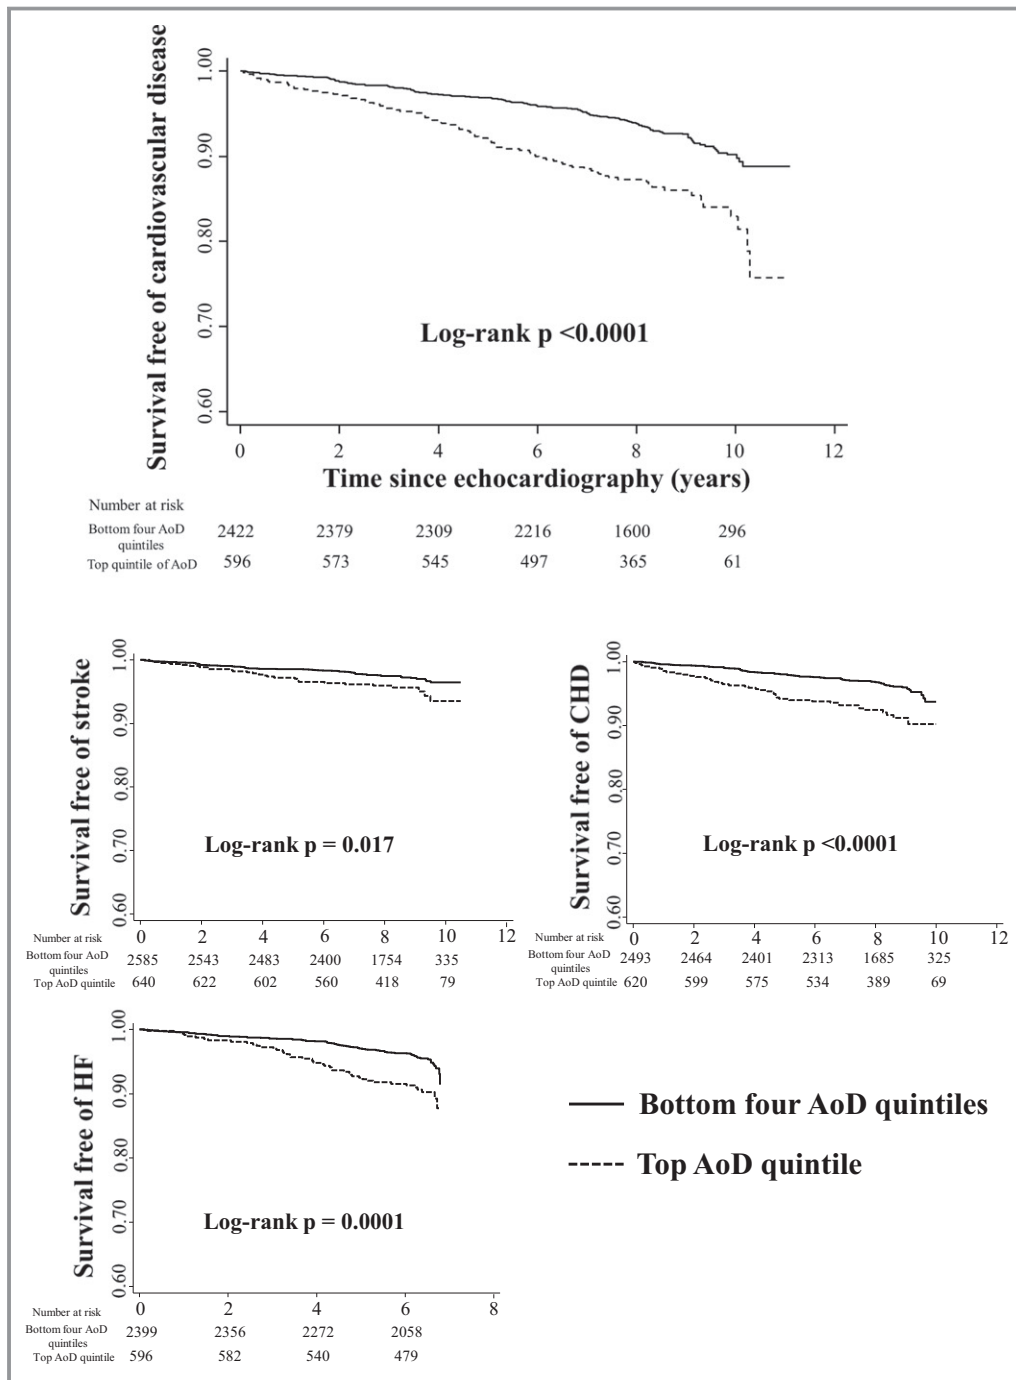 Survival free of cardiovascular disease
1.00
0.90
0.80
0.70
0.60
Log-rank p <0.0001
0 2 4 6 8 10 12
Time since echocardiography (years)
Number at risk
Bottom four AoD quintiles 2422 2379 2309 2216 1600 296
Top quintile of AoD 596 573 545 497 365 61
Survival free of stroke
1.00
0.90
0.80
0.70
0.60
Log-rank p = 0.017
0 2 4 6 8 10 12
Number at risk
Bottom four AoD quintiles 2585 2543 2483 2400 1754 335
Top AoD quintile 640 622 602 560 418 79
Survival free of CHD
1.00
0.90
0.80
0.70
0.60
Log-rank p <0.0001
0 2 4 6 8 10 12
Number at risk
Bottom four AoD quintiles 2493 2464 2401 2313 1685 325
Top AoD quintile 620 599 575 534 389 69
Survival free of HF
1.00
0.90
0.80
0.70
0.60
Log-rank p = 0.0001
0 2 4 6 8
Number at risk
Bottom four AoD quintiles 2399 2356 2272 2058
Top AoD quintile 596 582 540 479
Bottom four AoD quintiles
Top AoD quintile